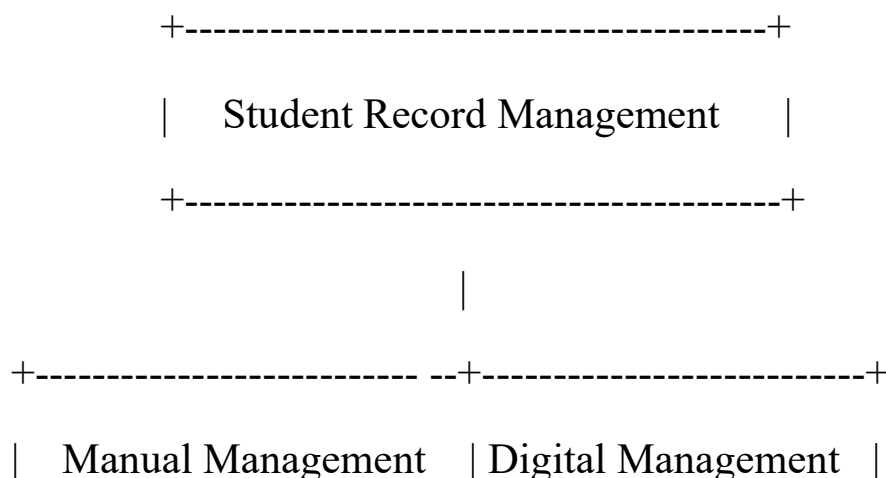 +-----------------------------------------+
| Student Record Management |
+------------------------------------------+
|
+--------------------------- --+---------------------------+
| Manual Management | Digital Management |